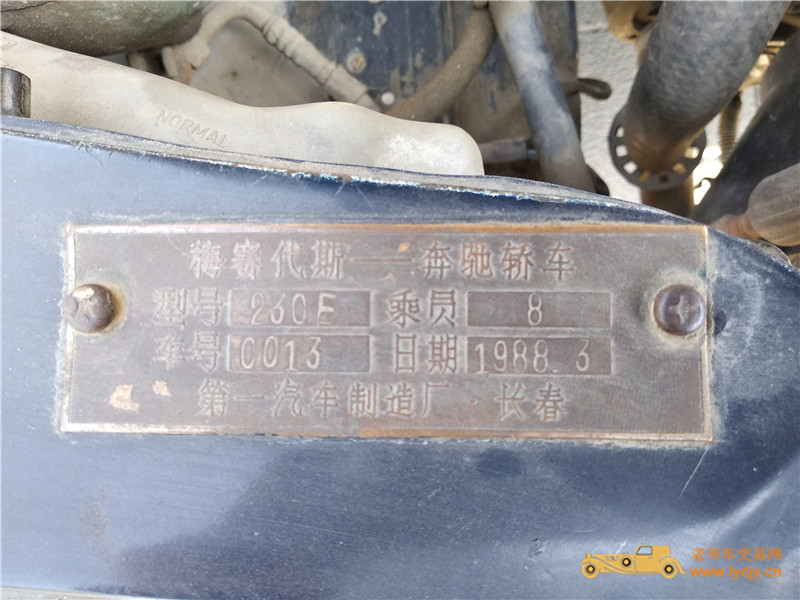 NORMAL
梅赛代斯——奔驰轿车
型号 230E 乘员 8
车号 0013 日期 1988.3
第一汽车制造厂·长春
老爷车交易网
www.lycjy.cn